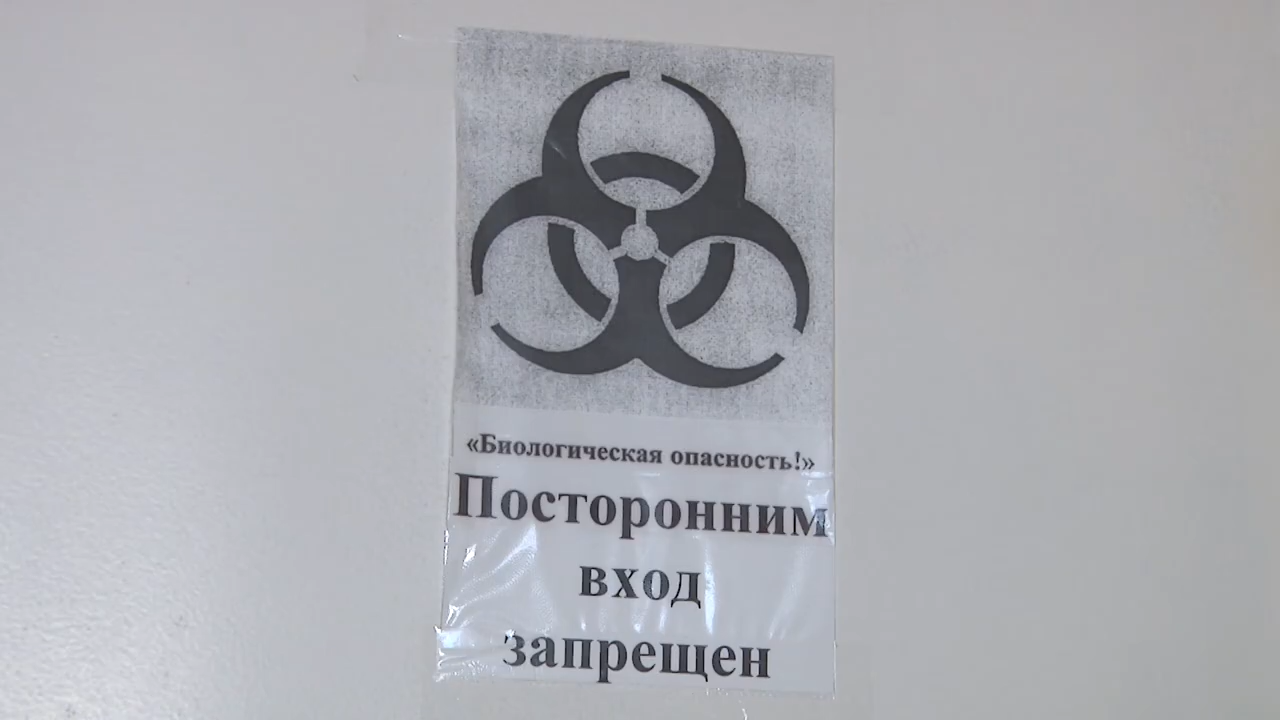 «Биологическая опасность!»
Посторонним
вход
запрещен